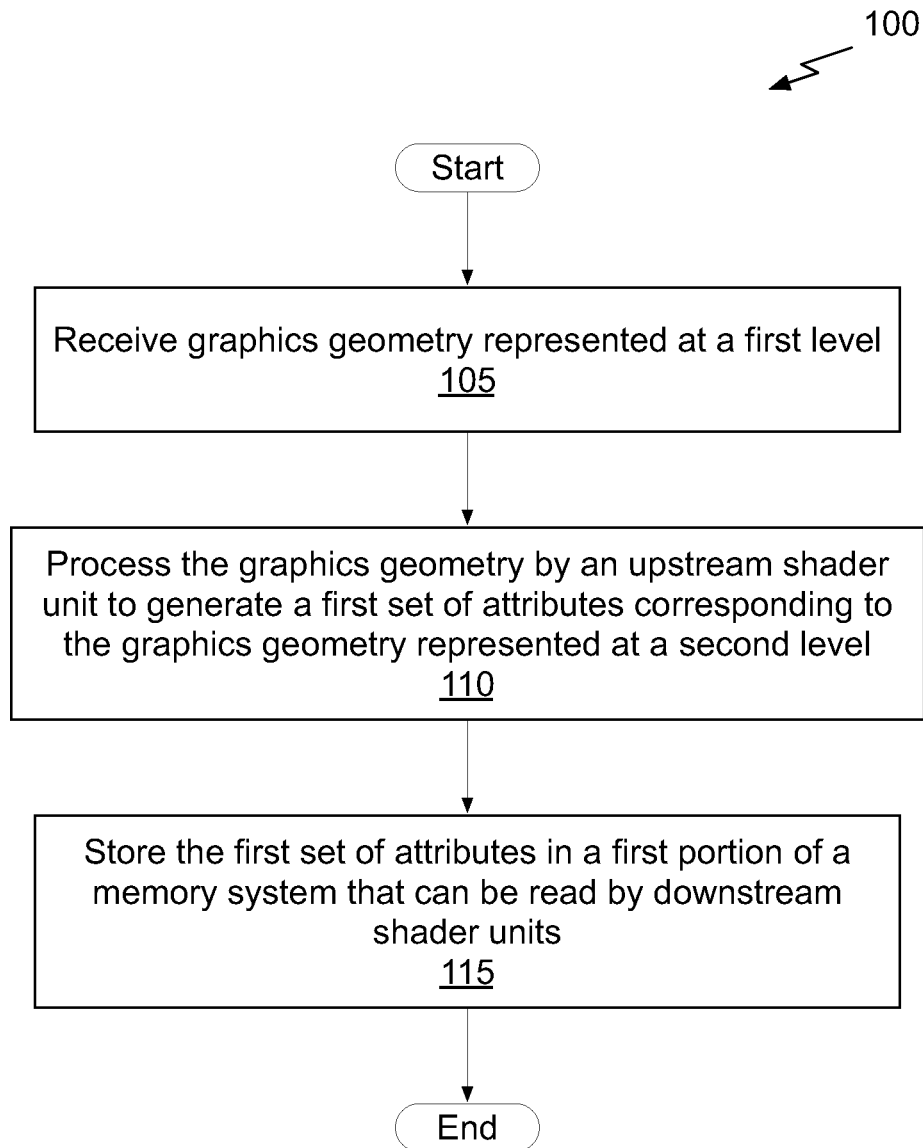 100
Start
Receive graphics geometry represented at a first level
105
Process the graphics geometry by an upstream shader
unit to generate a first set of attributes corresponding to
the graphics geometry represented at a second level
110
Store the first set of attributes in a first portion of a
memory system that can be read by downstream
shader units
115
End